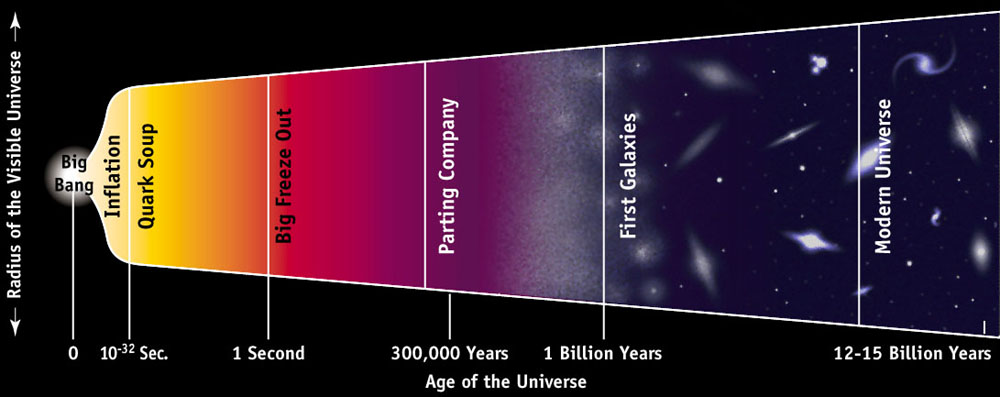 Radius of the Visible Universe
Big
Bang
Inflation
Quark Soup
Big Freeze Out
Parting Company
First Galaxies
Modern Universe
0
10⁻³² Sec.
1 Second
300,000 Years
1 Billion Years
12-15 Billion Years
Age of the Universe